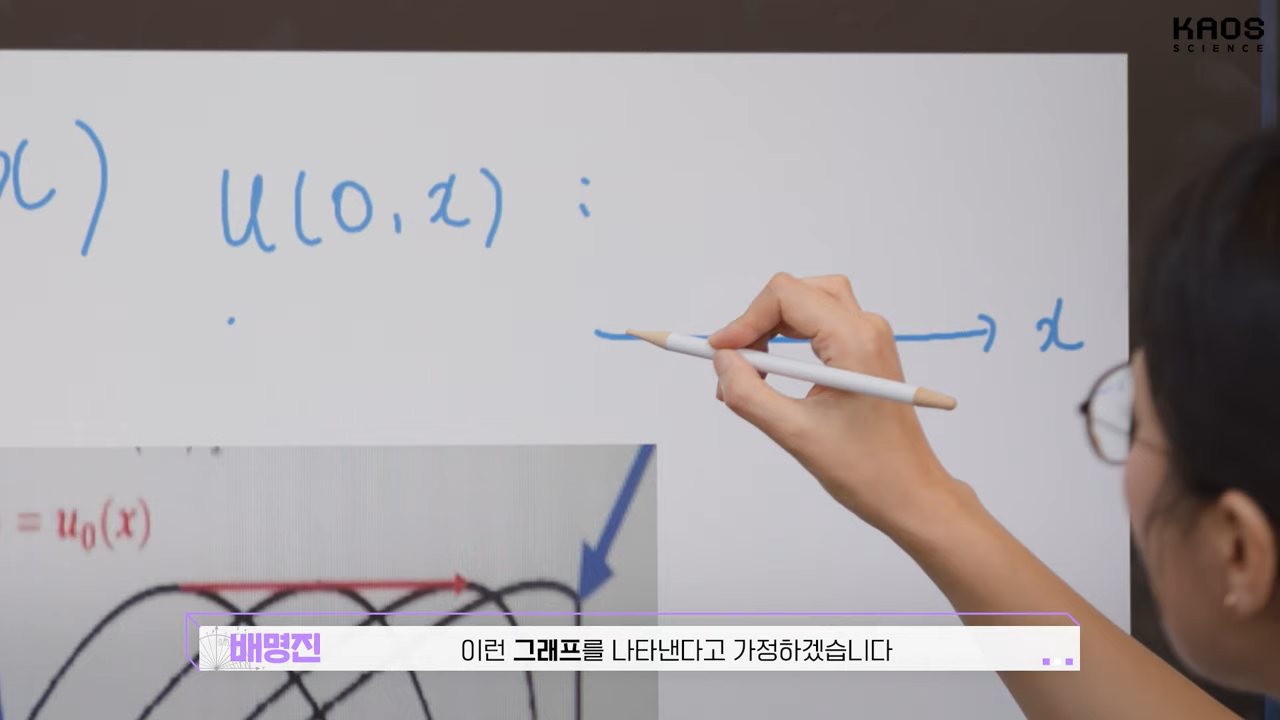 KAOS
SCIENCE
x) u(0, x) :
x
= u₀(x)
배명진 이런 그래프를 나타낸다고 가정하겠습니다